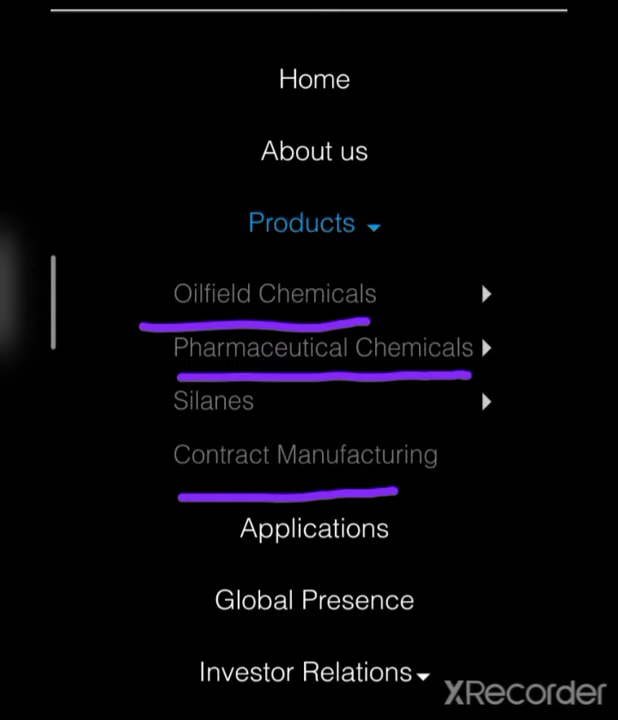 Home
About us
Products
Oilfield Chemicals
Pharmaceutical Chemicals
Silanes
Contract Manufacturing
Applications
Global Presence
Investor Relations
XRecorder